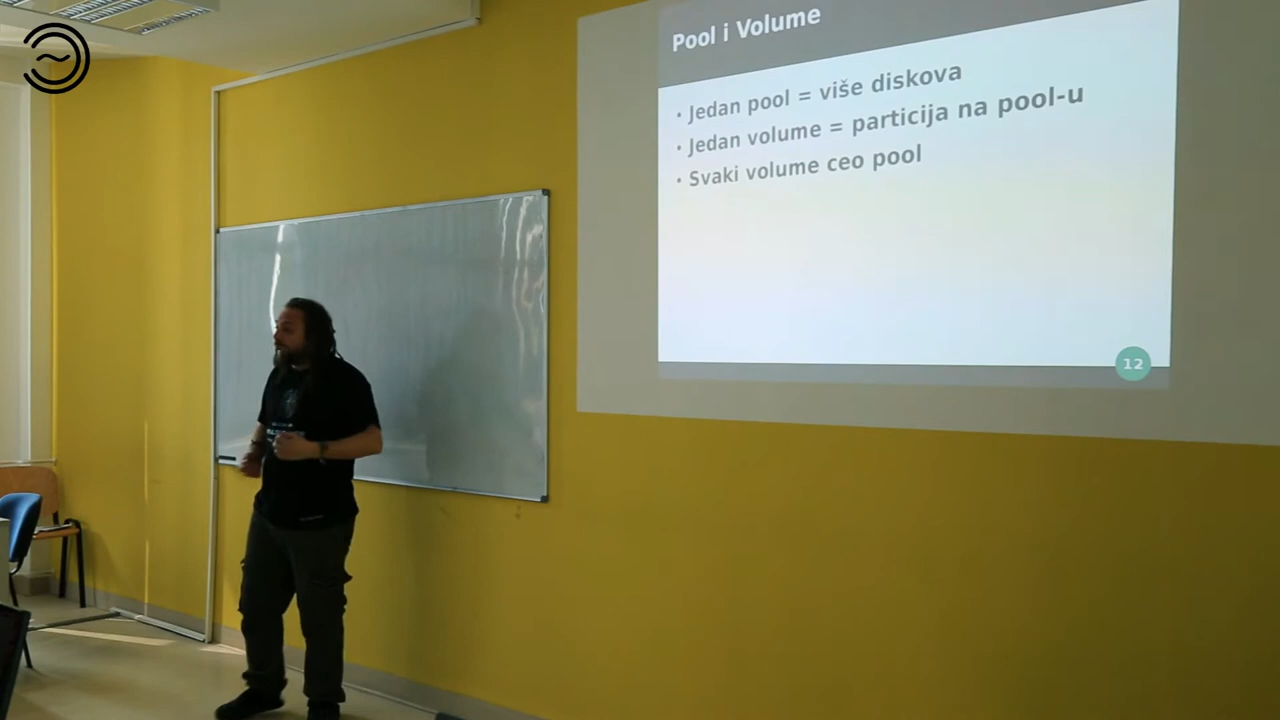 Pool i Volume
• Jedan pool = više diskova
• Jedan volume = particija na pool-u
• Svaki volume ceo pool
12